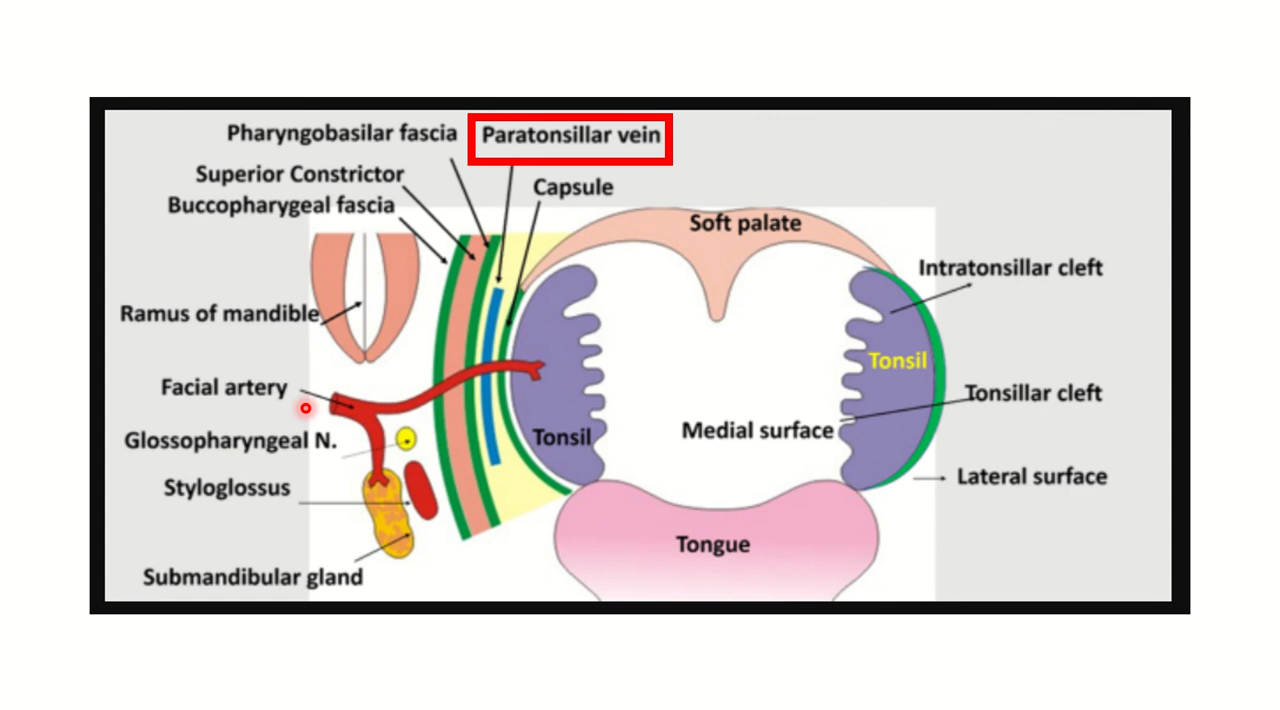 Pharyngobasilar fascia
Paratonsillar vein
Superior Constrictor
Capsule
Buccopharygeal fascia
Soft palate
Intratonsillar cleft
Ramus of mandible
Tonsil
Facial artery
Tonsillar cleft
Glossopharyngeal N.
Tonsil
Medial surface
Styloglossus
Lateral surface
Tongue
Submandibular gland